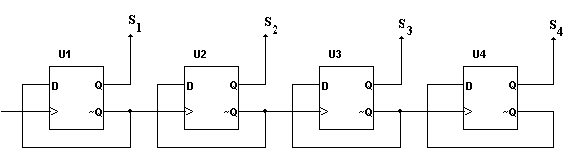 S1 S2 S3 S4
U1 U2 U3 U4
D Q D Q D Q D Q
> ~Q > ~Q > ~Q > ~Q